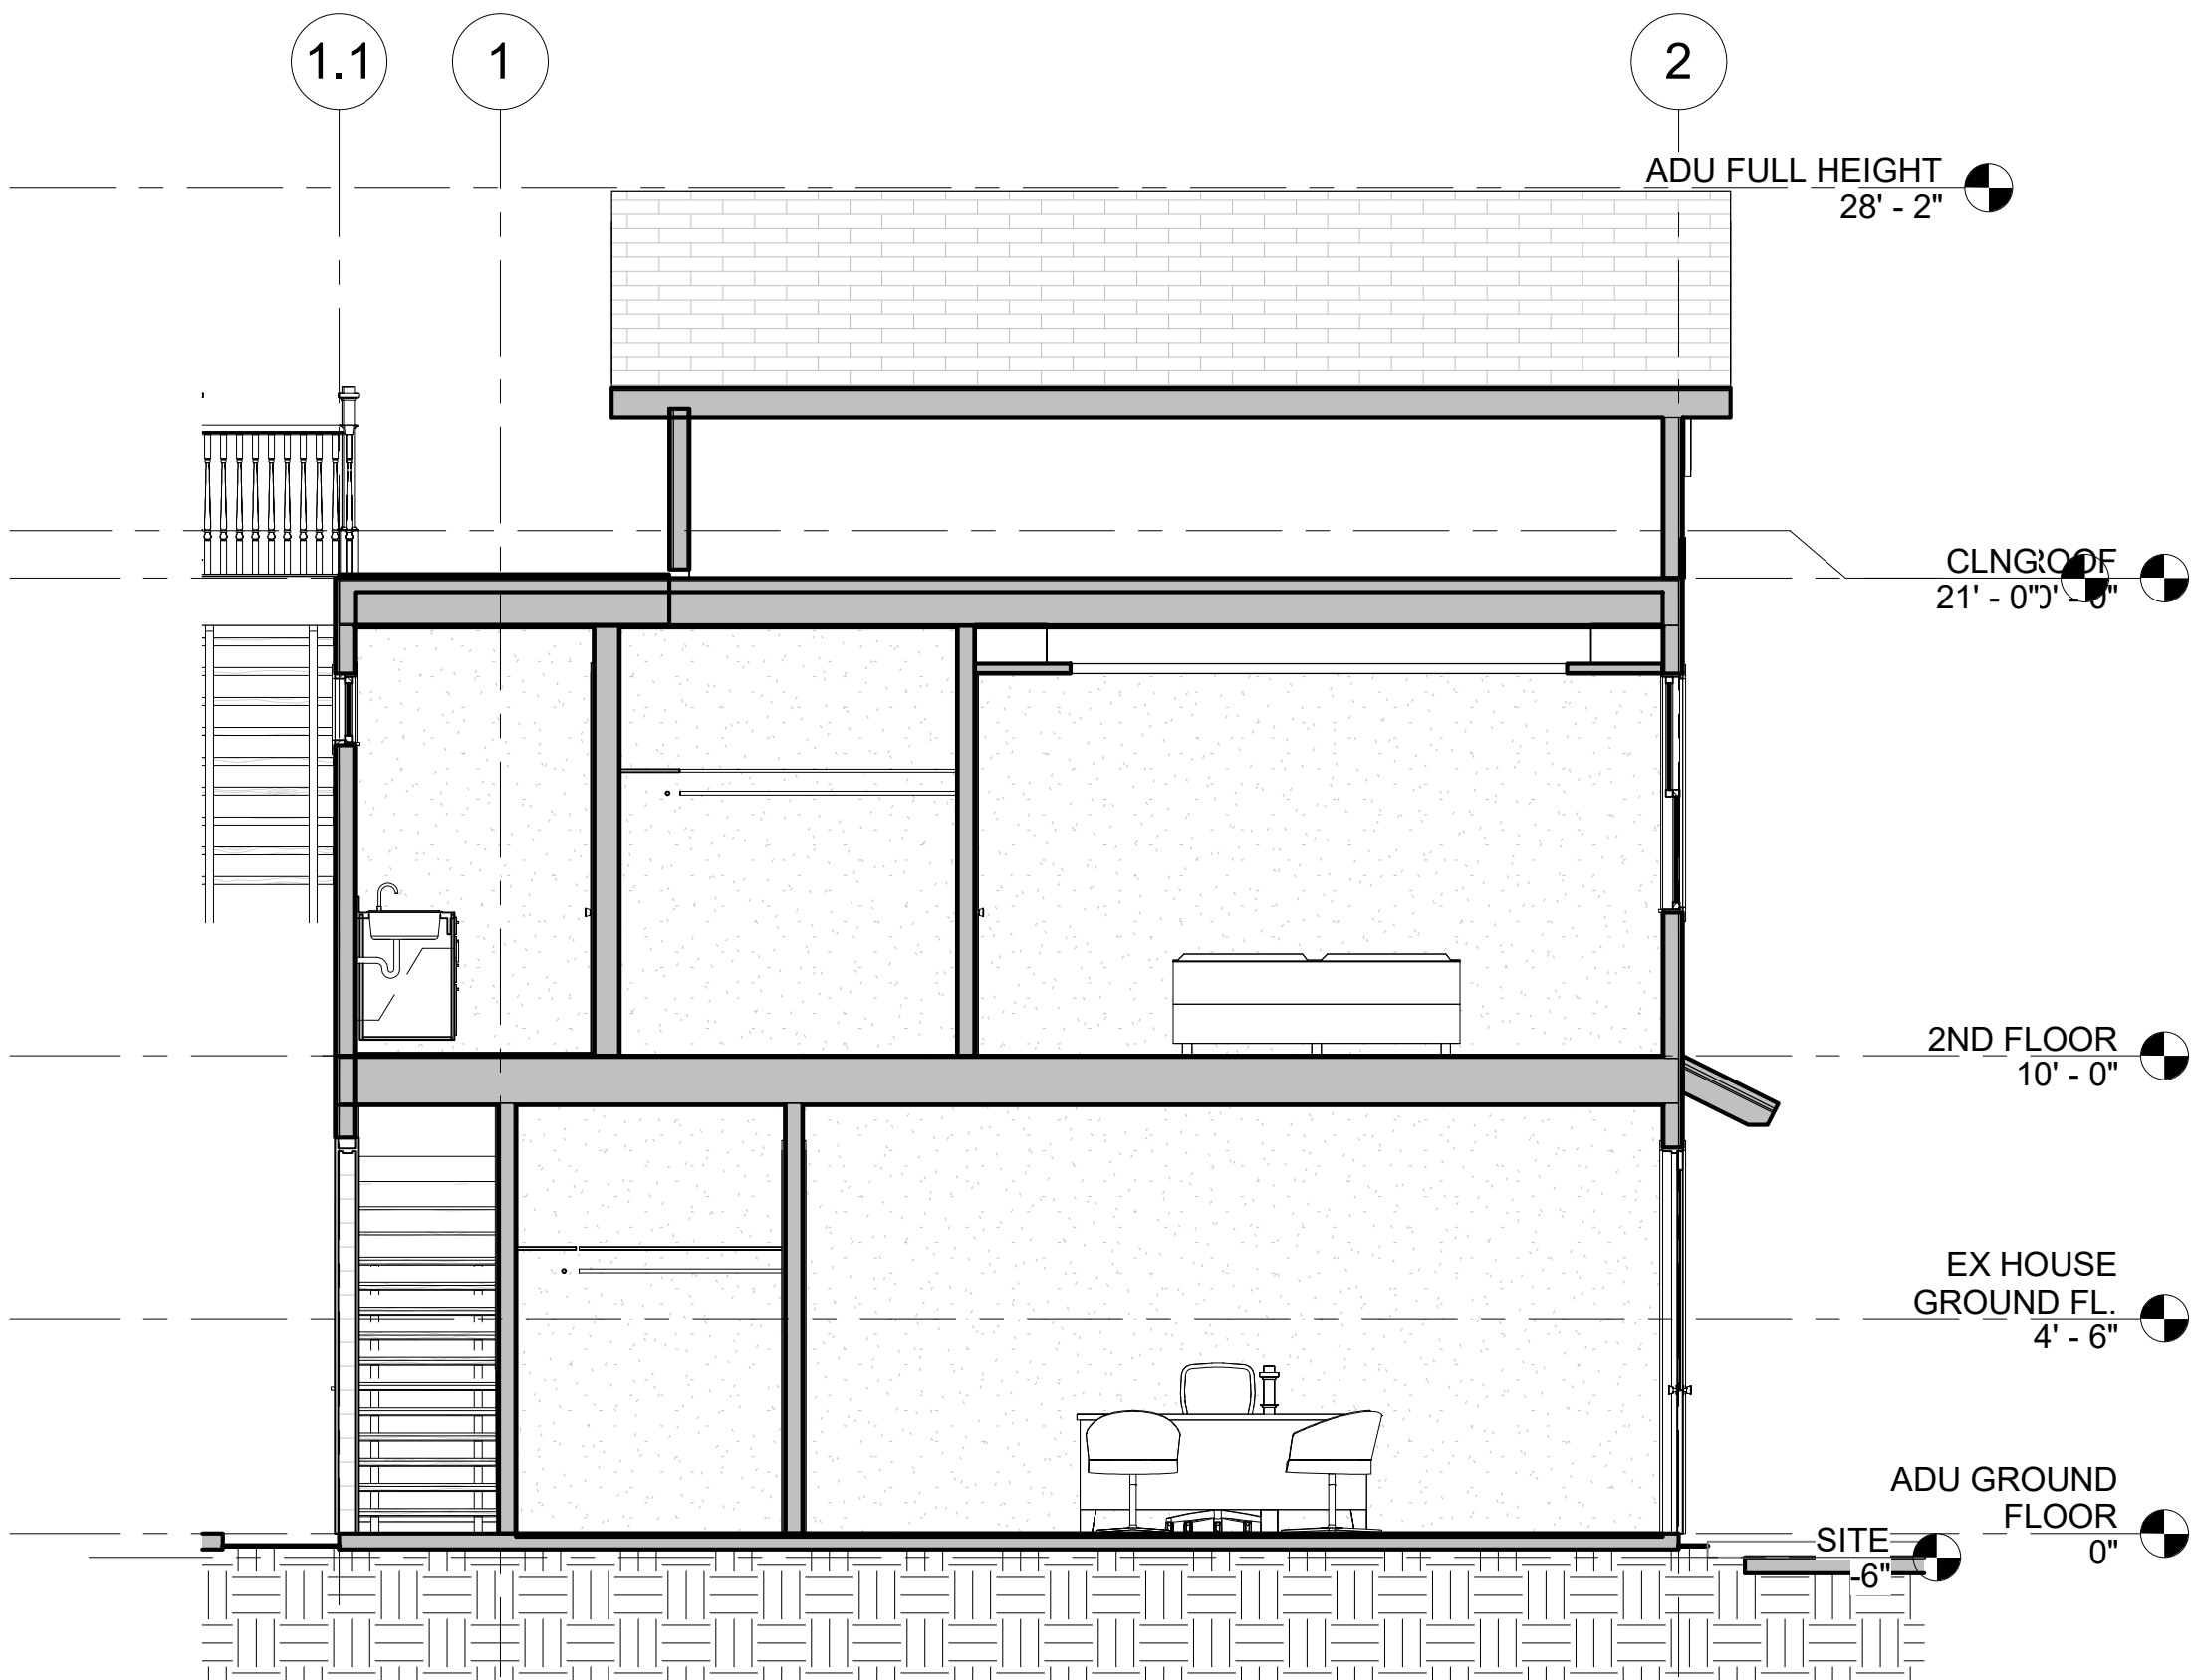 1.1
1
2
ADU FULL HEIGHT
28' - 2"
CLNG
ROOF
21' - 0"
2ND FLOOR
10' - 0"
EX HOUSE
GROUND FL.
4' - 6"
ADU GROUND
FLOOR
0"
SITE
-6"